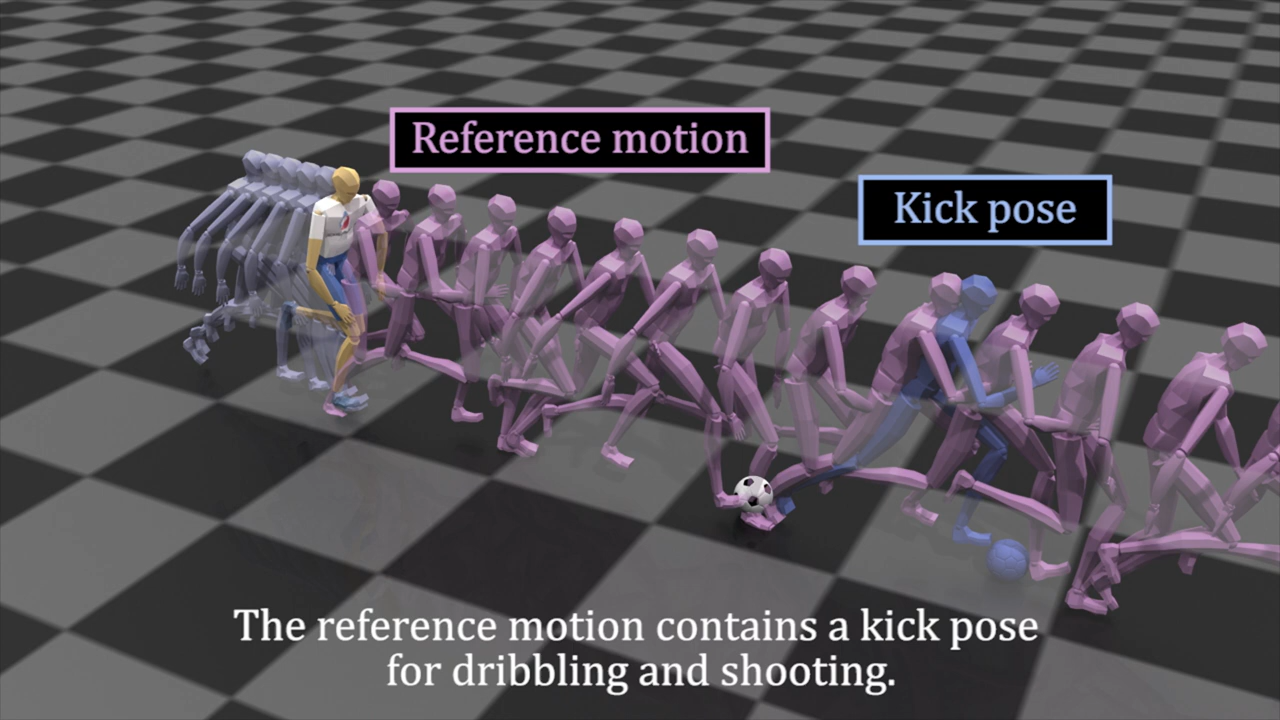 Reference motion
Kick pose
The reference motion contains a kick pose
for dribbling and shooting.